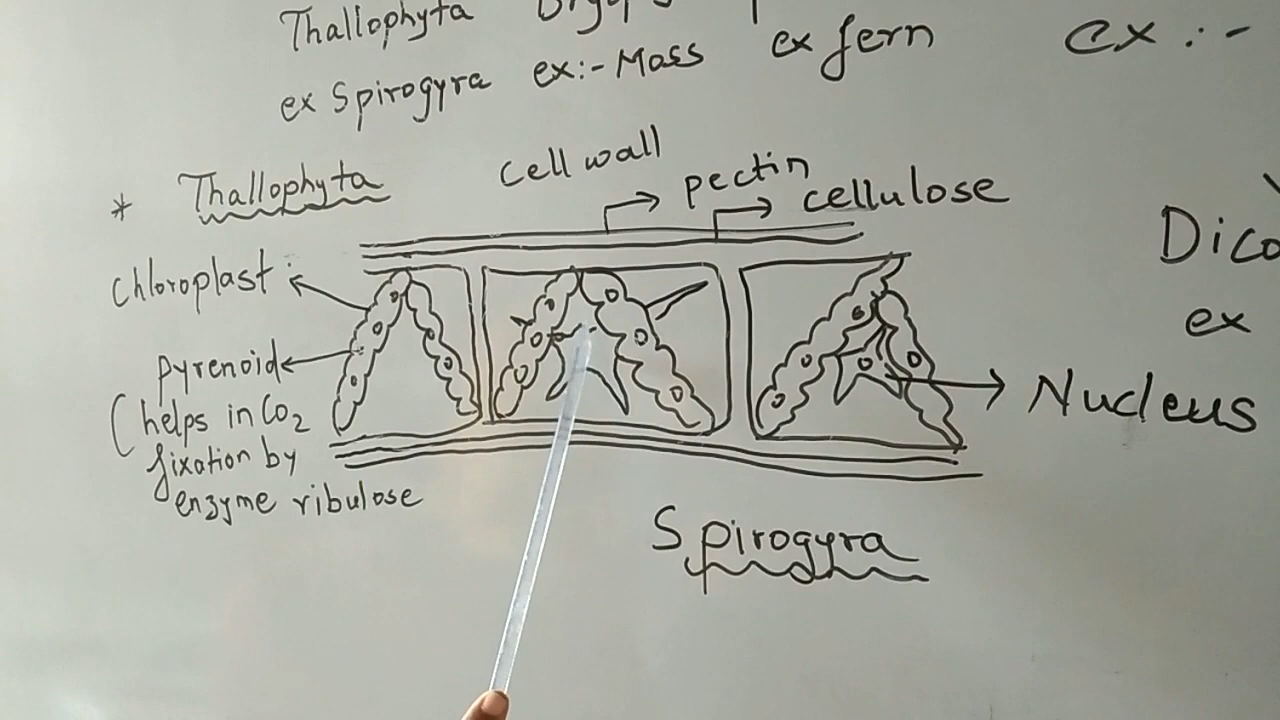 Thallophyta
ex Spirogyra ex:- Mass ex fern ex :-
* Thallophyta
cell wall
pectin
cellulose
chloroplast
pyrenoid
(helps in CO2
fixation by
enzyme ribulose
Nucleus
Spirogyra
ex